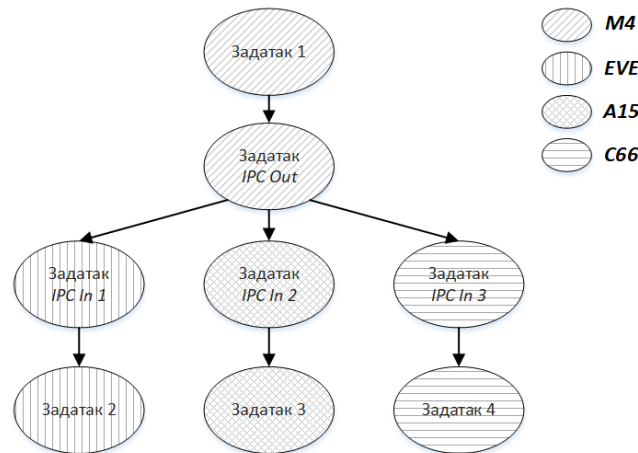 Задатак 1
M4
EVE
A15
C66
Задатак
IPC Out
Задатак
IPC In 1
Задатак
IPC In 2
Задатак
IPC In 3
Задатак 2
Задатак 3
Задатак 4